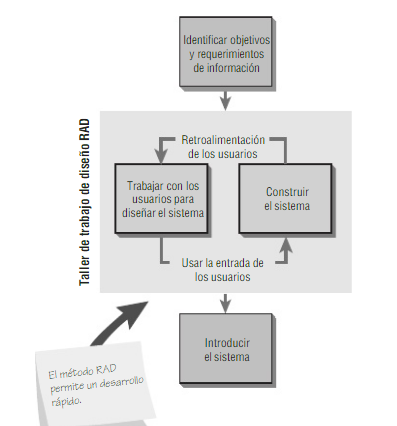 Identificar objetivos
y requerimientos
de información
Taller de trabajo de diseño RAD
Retroalimentación
de los usuarios
Trabajar con los
usuarios para
diseñar el sistema
Construir
el sistema
Usar la entrada de
los usuarios
Introducir
el sistema
El método RAD
permite un desarrollo
rápido.